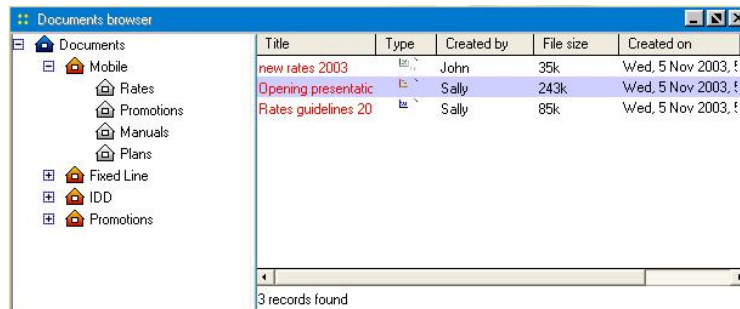 Documents browser
Documents
Mobile
Rates
Promotions
Manuals
Plans
Fixed Line
IDD
Promotions
Title Type Created by File size Created on
new rates 2003 John 35k Wed, 5 Nov 2003,
Opening presentatic Sally 243k Wed, 5 Nov 2003,
Rates guidelines 20 Sally 85k Wed, 5 Nov 2003,
3 records found